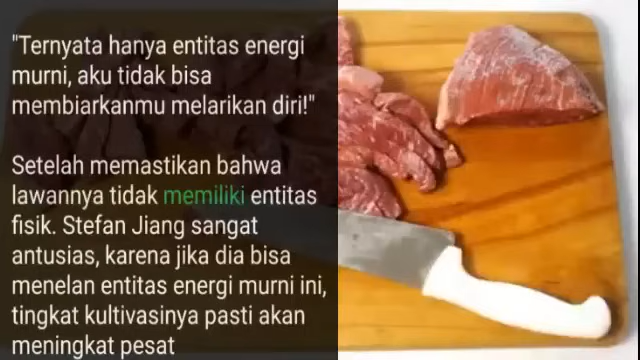 "Ternyata hanya entitas energi
murni, aku tidak bisa
membiarkanmu melarikan diri!"
Setelah memastikan bahwa
lawannya tidak memiliki entitas
fisik. Stefan Jiang sangat
antusias, karena jika dia bisa
menelan entitas energi murni ini,
tingkat kultivasinya pasti akan
meningkat pesat